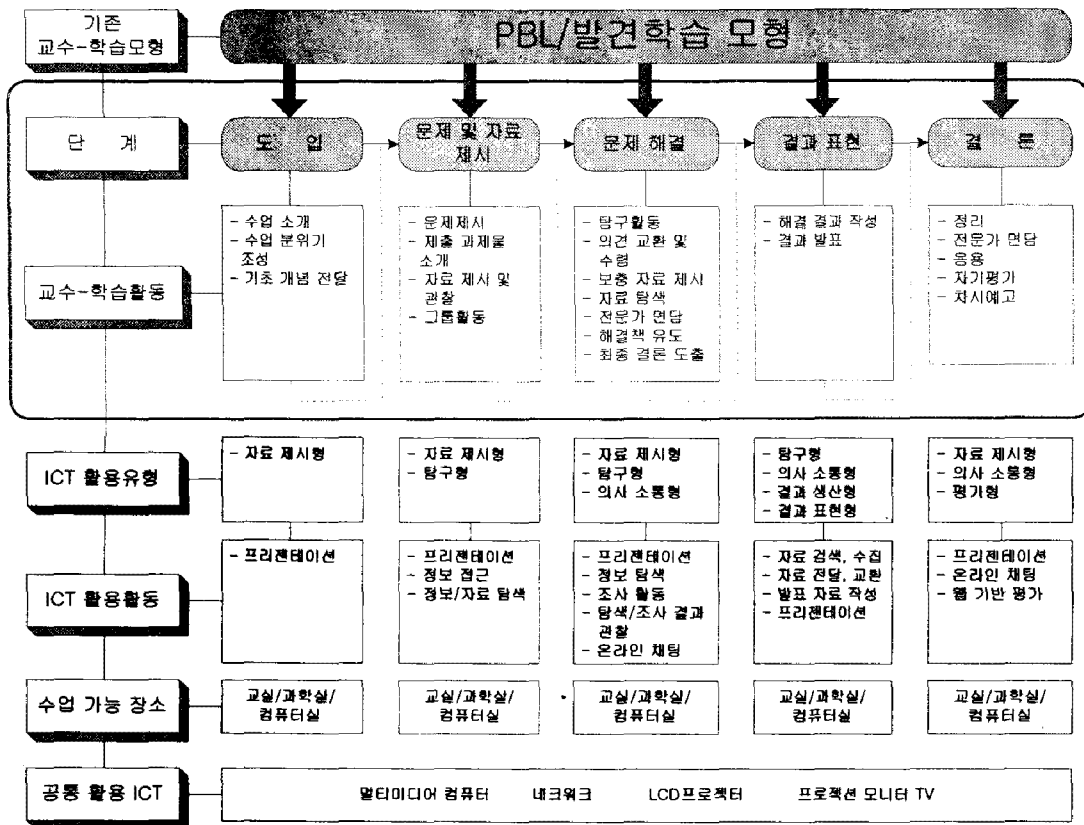 기존
교수-학습모형
PBL/발견학습 모형
단 계
도 입
문제 및 자료
제시
문제 해결
결과 표현
결 론
교수-학습활동
- 수업 소개
- 수업 분위기
조성
- 기초 개념 전달
- 문제제시
- 제출 과제물
소개
- 자료 제시 및
관찰
- 그룹활동
- 탐구활동
- 의견 교환 및
수렴
- 보충 자료 제시
- 자료 탐색
- 전문가 면담
- 해결책 유도
- 최종 결론 도출
- 해결 결과 작성
- 결과 발표
- 정리
- 전문가 면담
- 응용
- 자기평가
- 차시예고
ICT 활용유형
- 자료 제시형
- 자료 제시형
- 탐구형
- 자료 제시형
- 탐구형
- 의사 소통형
- 탐구형
- 의사 소통형
- 결과 생산형
- 결과 표현형
- 자료 제시형
- 의사 소통형
- 평가형
ICT 활용활동
- 프리젠테이션
- 프리젠테이션
- 정보 접근
- 정보/자료 탐색
- 프리젠테이션
- 정보 탐색
- 조사 활동
- 탐색/조사 결과
관찰
- 온라인 채팅
- 자료 검색, 수집
- 자료 전달, 교환
- 발표 자료 작성
- 프리젠테이션
- 프리젠테이션
- 온라인 채팅
- 웹 기반 평가
수업 가능 장소
교실/과학실/
컴퓨터실
교실/과학실/
컴퓨터실
교실/과학실/
컴퓨터실
교실/과학실/
컴퓨터실
교실/과학실/
컴퓨터실
공통 활용 ICT
멀티미디어 컴퓨터 네크워크 LCD프로젝터 프로젝션 모니터 TV